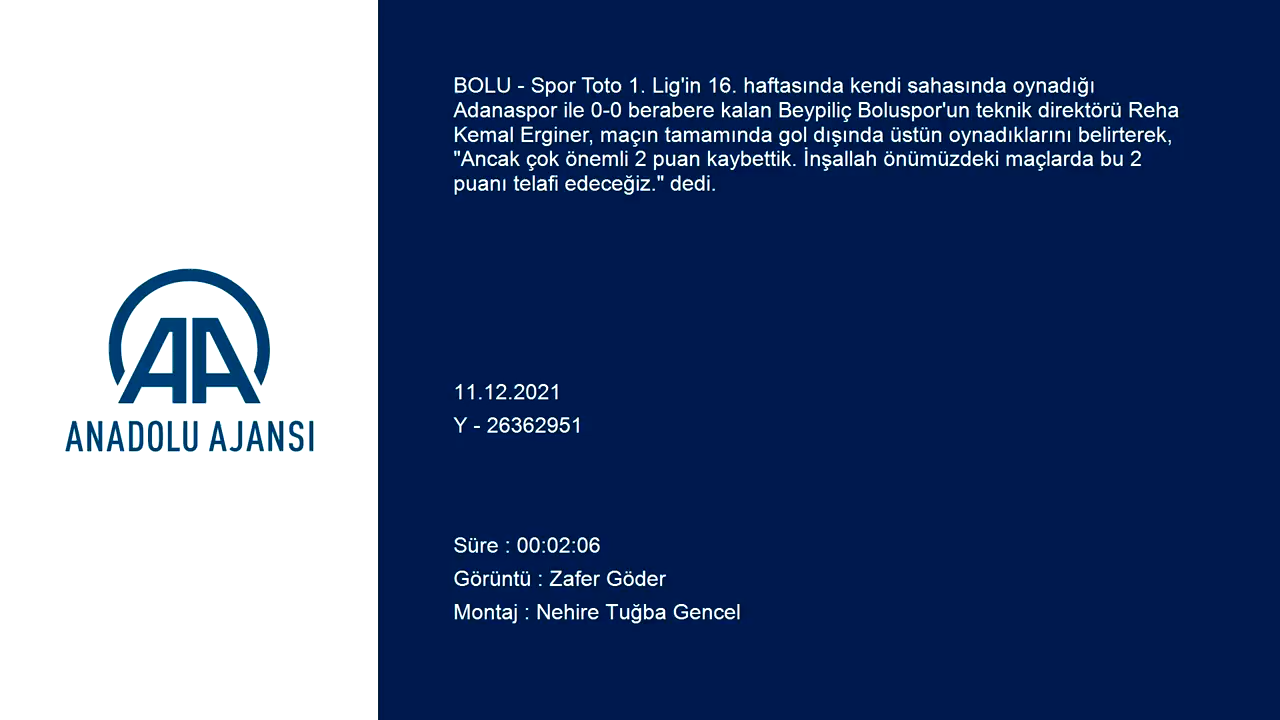 BOLU - Spor Toto 1. Lig'in 16. haftasında kendi sahasında oynadığı
Adanaspor ile 0-0 berabere kalan Beypiliç Boluspor'un teknik direktörü Reha
Kemal Erginer, maçın tamamında gol dışında üstün oynadıklarını belirterek,
"Ancak çok önemli 2 puan kaybettik. İnşallah önümüzdeki maçlarda bu 2
puanı telafi edeceğiz." dedi.
AA
ANADOLU AJANSI
11.12.2021
Y - 26362951
Süre : 00:02:06
Görüntü : Zafer Göder
Montaj : Nehire Tuğba Gencel